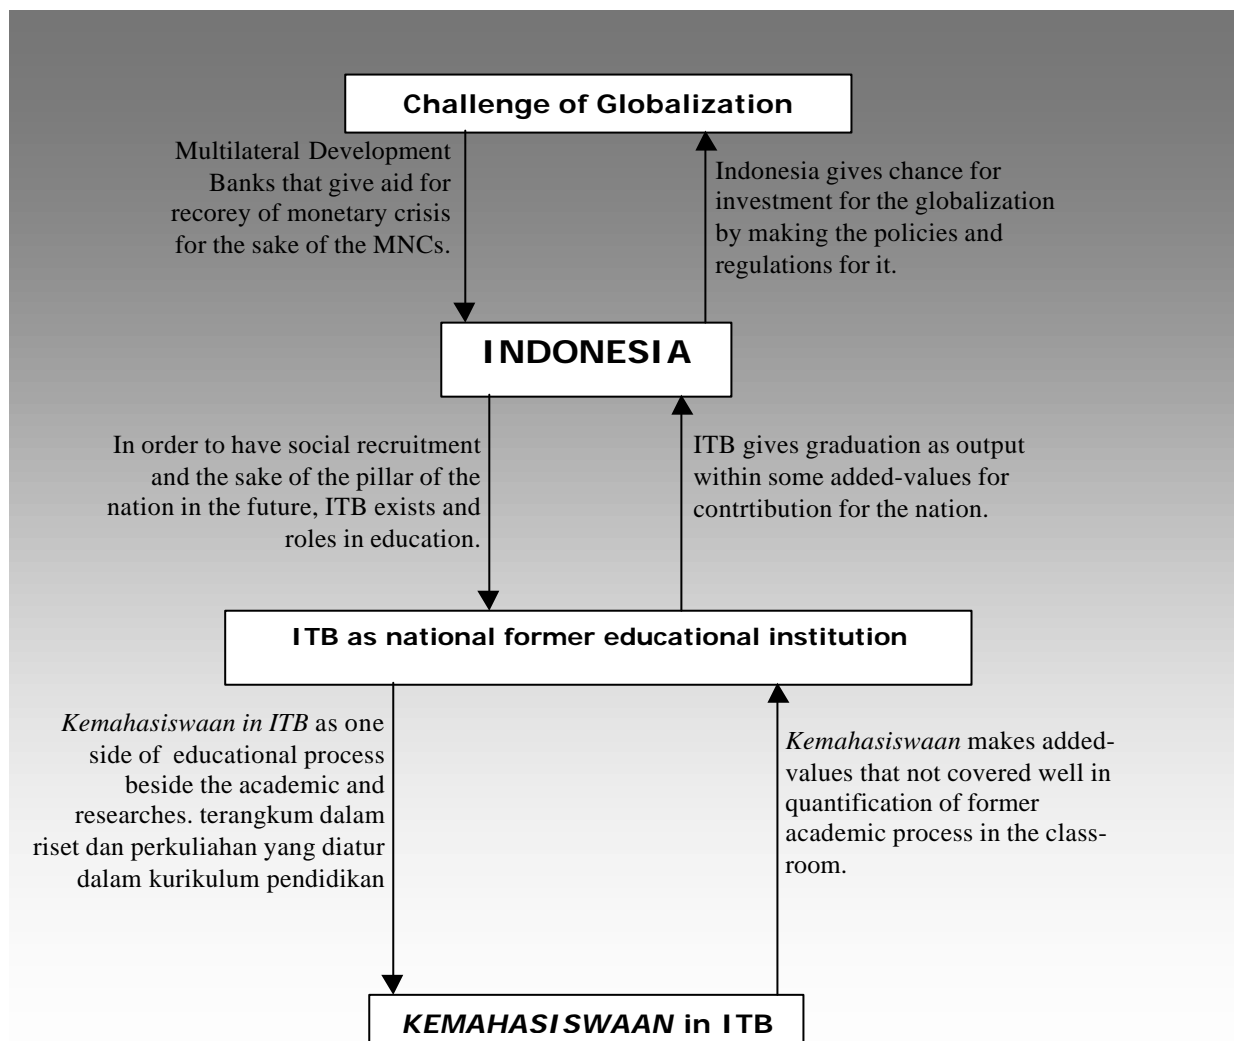 Challenge of Globalization
Multilateral Development
Banks that give aid for
recorey of monetary crisis
for the sake of the MNCs.
Indonesia gives chance for
investment for the globalization
by making the policies and
regulations for it.
INDONESIA
In order to have social recruitment
and the sake of the pillar of the
nation in the future, ITB exists and
roles in education.
ITB gives graduation as output
within some added-values for
contrtibution for the nation.
ITB as national former educational institution
Kemahasiswaan in ITB as one
side of educational process
beside the academic and
researches. terangkum dalam
riset dan perkuliahan yang diatur
dalam kurikulum pendidikan
Kemahasiswaan makes added-
values that not covered well in
quantification of former
academic process in the class-
room.
KEMAHASISWAAN in ITB